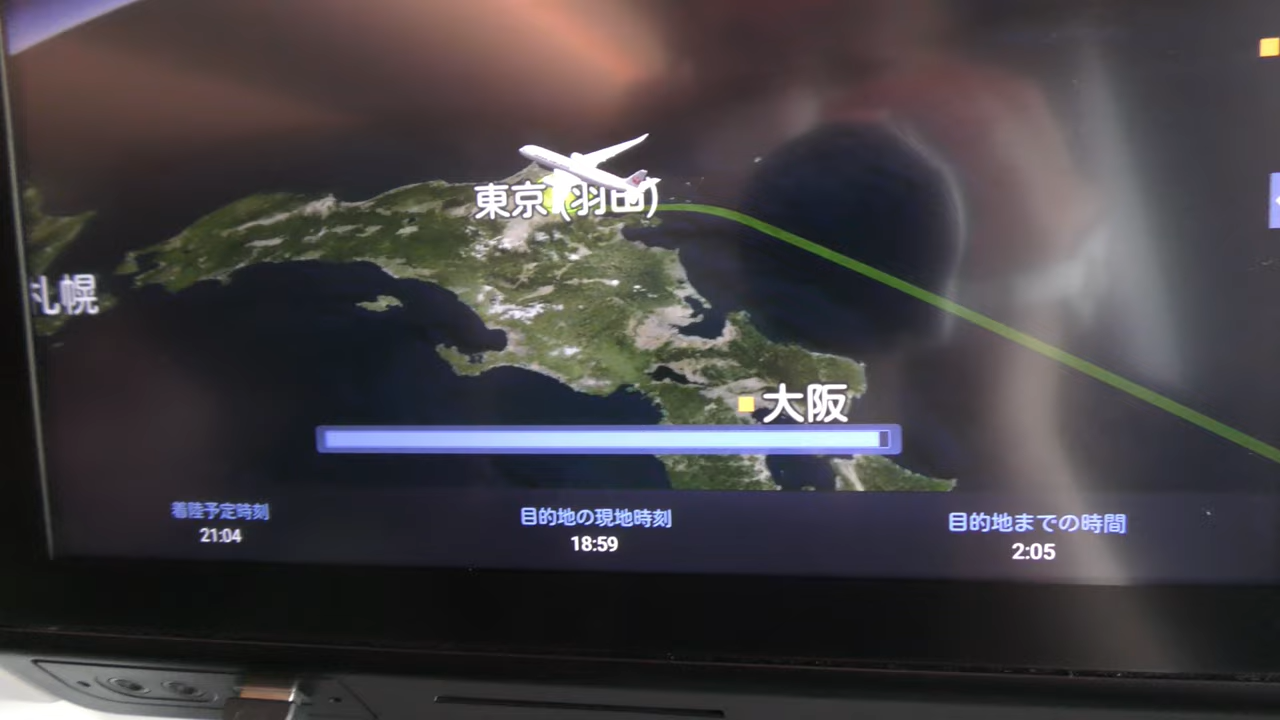 東京 (羽田)
札幌
大阪
着陸予定時刻
21:04
目的地の現地時刻
18:59
目的地までの時間
2:05